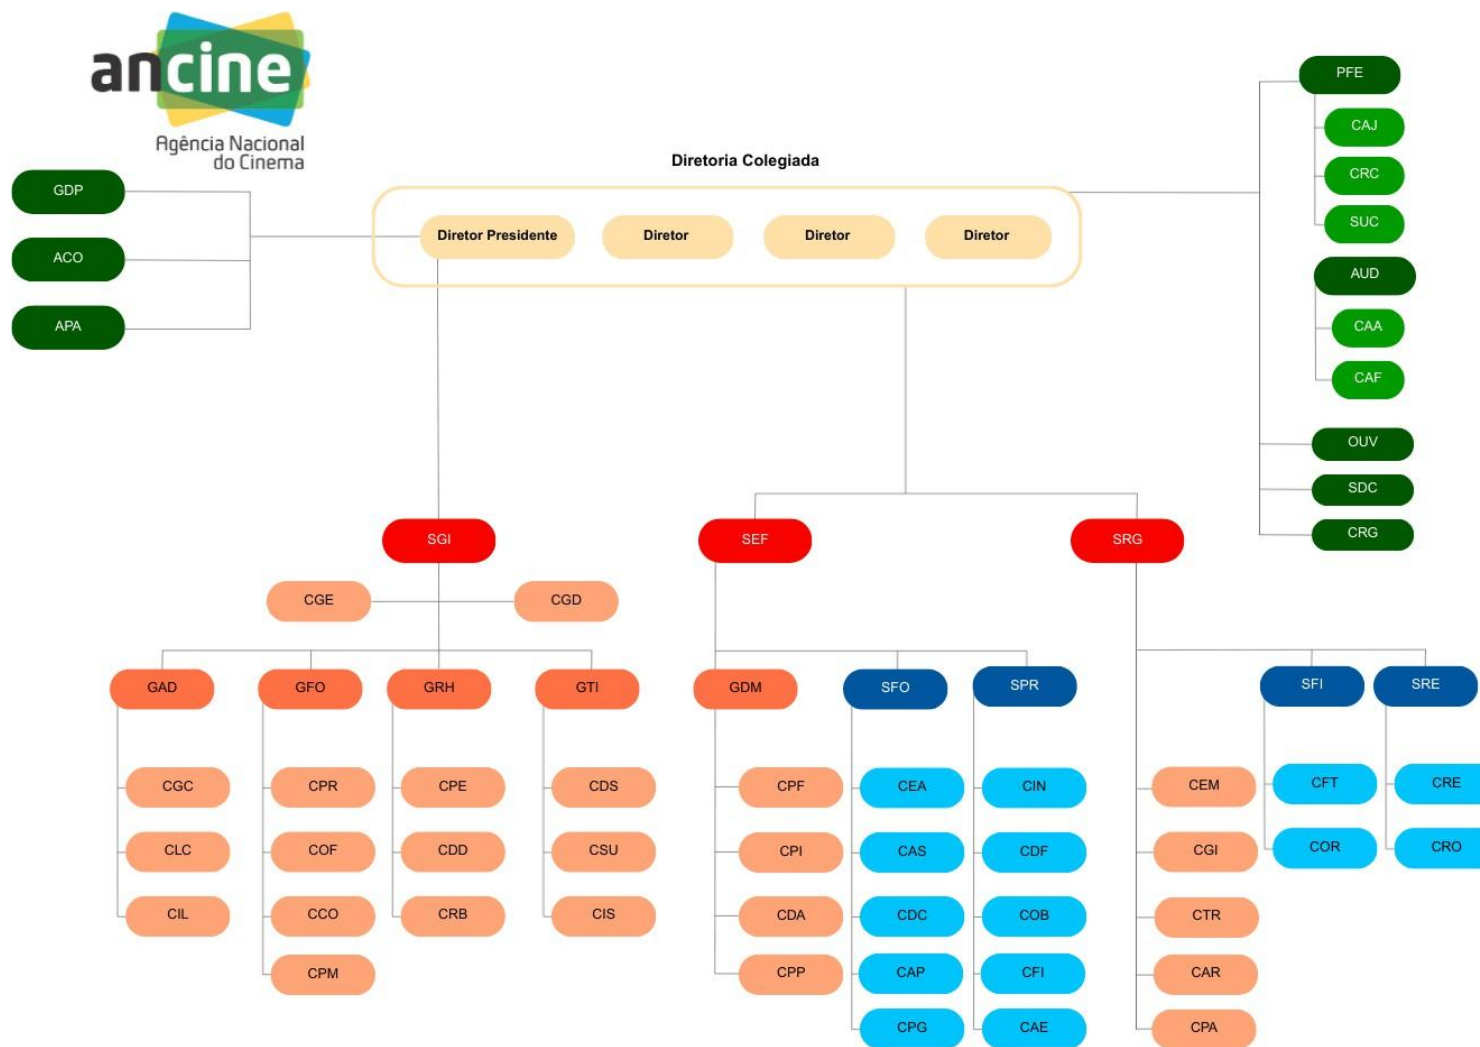 ancine
Agência Nacional
do Cinema
Diretoria Colegiada
Diretor Presidente
Diretor
Diretor
Diretor
GDP
ACO
APA
PFE
CAJ
CRC
SUC
AUD
CAA
CAF
OUV
SDC
CRG
SGI
SEF
SRG
CGE
CGD
GAD
GFO
GRH
GTI
GDM
SFO
SPR
SFI
SRE
CGC
CLC
CIL
CPR
COF
CCO
CPM
CPE
CDD
CRB
CDS
CSU
CIS
CPF
CPI
CDA
CPP
CEA
CAS
CDC
CAP
CPG
CIN
CDF
COB
CFI
CAE
CEM
CGI
CTR
CAR
CPA
CFT
COR
CRE
CRO